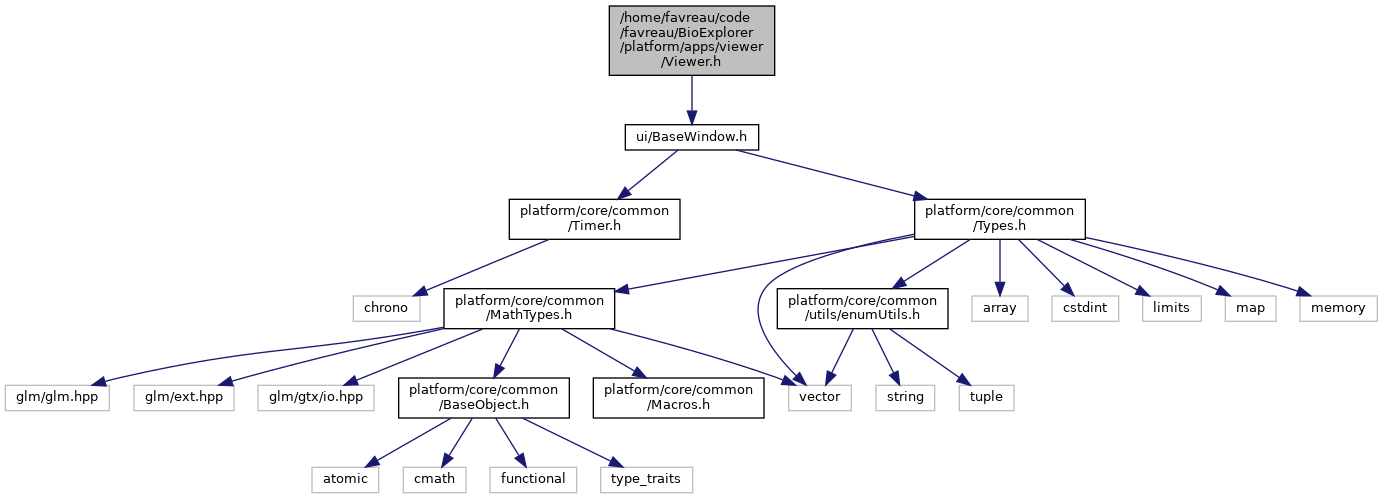 /home/favreau/code
/favreau/BioExplorer
/platform/apps/viewer
/Viewer.h
ui/BaseWindow.h
platform/core/common
/Timer.h
platform/core/common
/Types.h
chrono
platform/core/common
/MathTypes.h
platform/core/common
/utils/enumUtils.h
array
cstdint
limits
map
memory
glm/glm.hpp
glm/ext.hpp
glm/gtx/io.hpp
platform/core/common
/BaseObject.h
platform/core/common
/Macros.h
vector
string
tuple
atomic
cmath
functional
type_traits